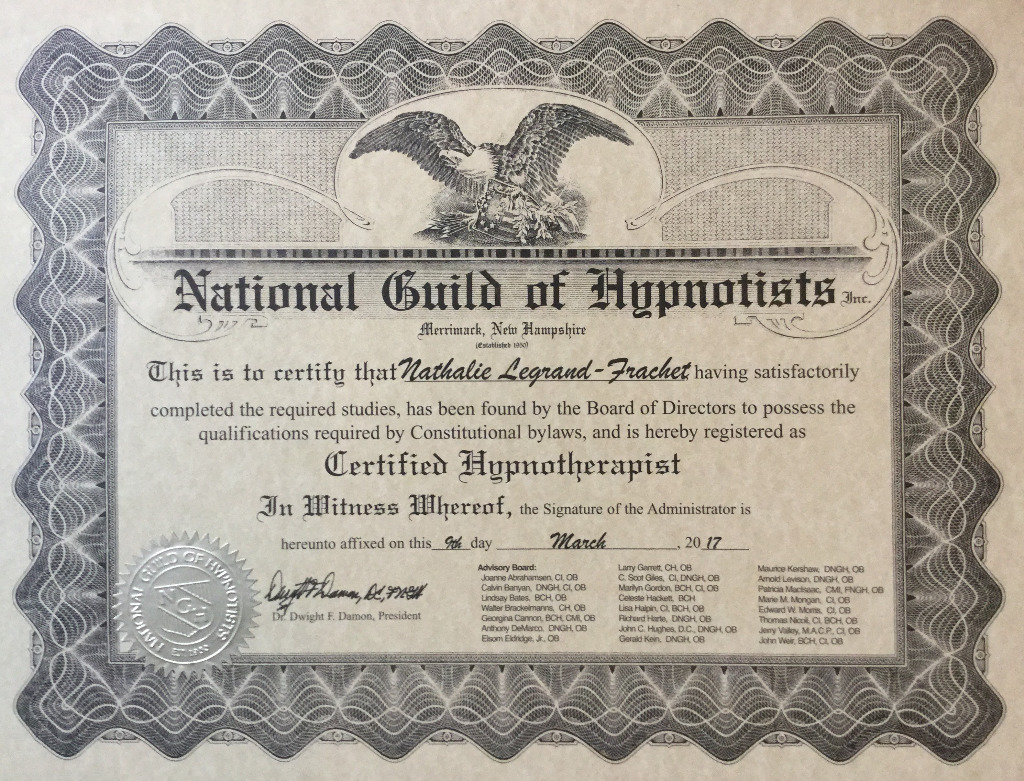 National Guild of Hypnotists Inc.
Merrimack, New Hampshire
(Established 1950)
This is to certify that Nathalie Legrand-Frachet having satisfactorily
completed the required studies, has been found by the Board of Directors to possess the
qualifications required by Constitutional bylaws, and is hereby registered as
Certified Hypnotherapist
In Witness Whereof, the Signature of the Administrator is
hereunto affixed on this 9th day March, 2017
Dr. Dwight F. Damon, President
NATIONAL GUILD OF HYPNOTISTS
EST 1950
Advisory Board:
Joanne Abrahamsen, CI, OB
Calvin Banyan, DNGH, OB
Lindsay Bates, BCH, OB
Walter Brackelmanns, CH, OB
Georgina Cannon, BCH, CMI, OB
Anthony DeMarco, DNGH, OB
Elsom Eldridge, Jr., OB
Larry Garrett, CH, OB
C. Scot Giles, CI, DNGH, OB
Marilyn Gordon, BCH, CI, OB
Celeste Hackett, BCH
Lisa Halpin, CI, BCH, OB
Richard Harte, DNGH, OB
John C. Hughes, D.C., DNGH, OB
Gerald Kein, DNGH, OB
Maurice Kershaw, DNGH, OB
Arnold Levison, DNGH, OB
Patricia MacIsaac, CMI, FNGH, OB
Marie M. Mongan, CI, OB
Edward W. Morris, CI, OB
Thomas Nicoli, CI, BCH, OB
Jerry Valley, M.A.C.P., CI, OB
John Weir, BCH, CI, OB